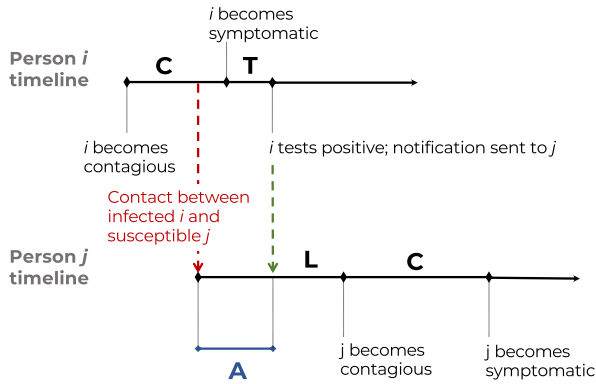 i becomes
symptomatic
Person i
timeline
C
T
i becomes
contagious
i tests positive; notification sent to j
Contact between
infected i and
susceptible j
Person j
timeline
L
C
A
j becomes
contagious
j becomes
symptomatic